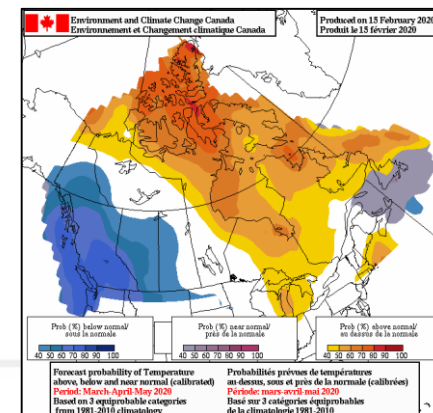 Environment and Climate Change Canada
Environnement et Changement climatique Canada
Produced on 15 February 2020
Produit le 15 février 2020
Prob (%) below normal/
sous la normale
40 50 60 70 80 90 100
Prob (%) near normal/
près de la normale
40 50 60 70 80 90 100
Prob (%) above normal/
au dessus la normale
40 50 60 70 80 90 100
Forecast probability of Temperature
above, below and near normal (calibrated)
Period: March-April-May 2020
Based on 3 equiprobable categories
from 1981-2010 climatology
Probabilités prévues de températures
au-dessus, sous et près de la normale (calibrées)
Période: mars-avril-mai 2020
Basé sur 3 catégories équiprobables
de la climatologie 1981-2010